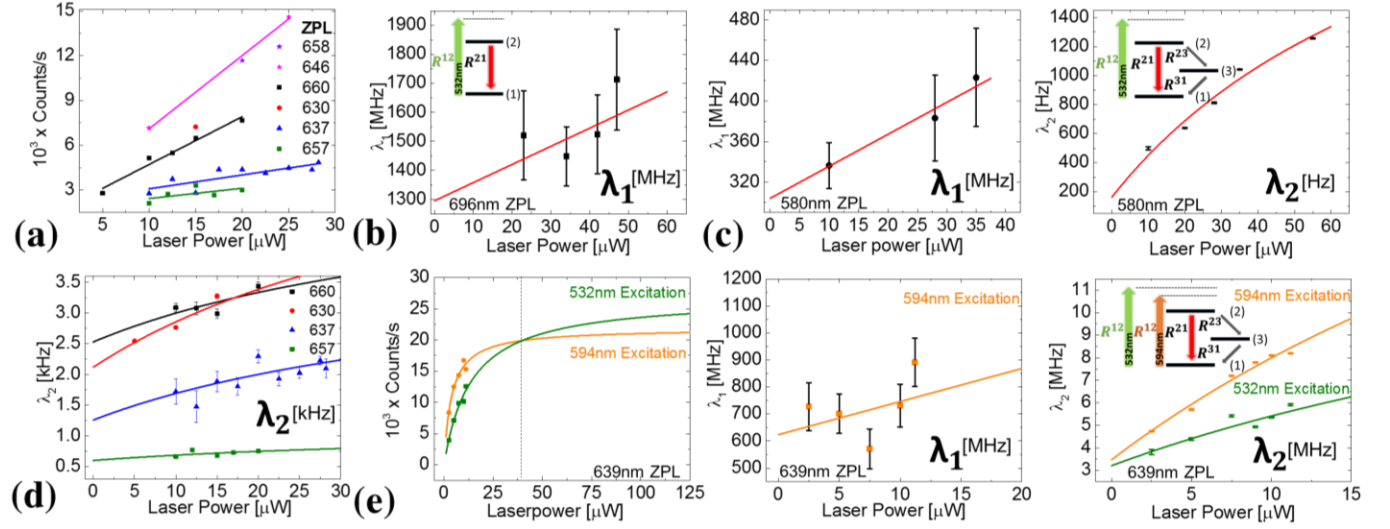 (a)
10³ x Counts/s
15
12
9
6
3
ZPL
658
646
660
630
637
657
5 10 15 20 25 30
Laser Power [μW]
(b)
λ₁ [MHz]
1900
1800
1700
1600
1500
1400
1300
R¹²
532nm
R²¹
(2)
(1)
λ₁[MHz]
696nm ZPL
0 20 40 60 80
Laser Power [μW]
(c)
λ₁ [MHz]
480
440
400
360
320
λ₁[MHz]
580nm ZPL
0 10 20 30 40
Laser power [μW]
λ₂ [Hz]
1400
1200
1000
800
600
400
200
R¹²
532nm
R²¹
R²³
R³¹
(2)
(3)
(1)
λ₂ [Hz]
580nm ZPL
0 10 20 30 40 50 60
Laser Power [μW]
(d)
λ₂ [kHz]
3.5
3.0
2.5
2.0
1.5
1.0
0.5
660
630
637
657
λ₂[kHz]
0 5 10 15 20 25 30
Laser Power [μW]
(e)
10³ x Counts/s
30
25
20
15
10
5
0
532nm Excitation
594nm Excitation
639nm ZPL
0 25 50 75 100 125
Laserpower [μW]
λ₁ [MHz]
1200
1100
1000
900
800
700
600
500
594nm Excitation
λ₁[MHz]
639nm ZPL
0 5 10 15 20
Laser Power [μW]
λ₂ [MHz]
11
10
9
8
7
6
5
4
3
594nm Excitation
R¹²
532nm
R¹²
594nm
R²¹
R²³
R³¹
(2)
(3)
(1)
532nm Excitation
λ₂[MHz]
639nm ZPL
0 5 10 15
Laser Power [μW]